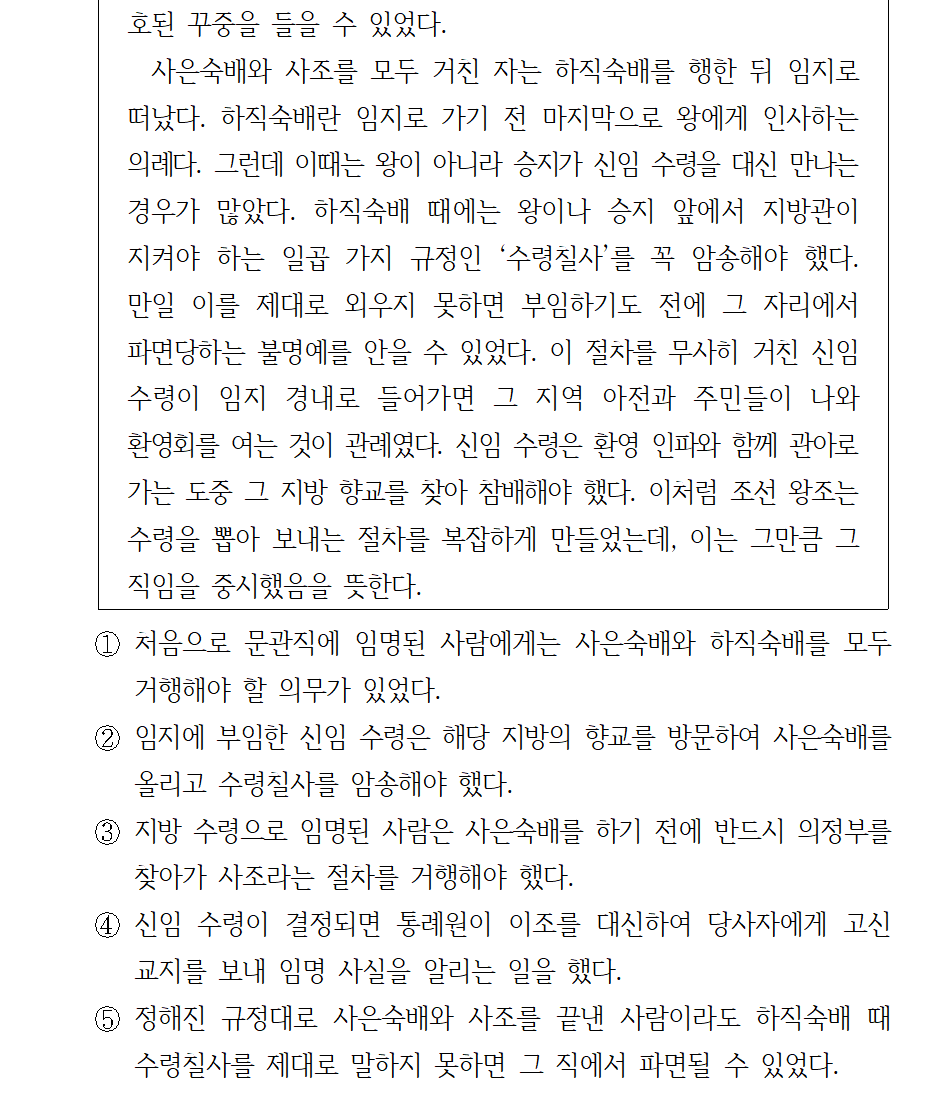 호된 꾸중을 들을 수 있었다.
사은숙배와 사조를 모두 거친 자는 하직숙배를 행한 뒤 임지로
떠났다. 하직숙배란 임지로 가기 전 마지막으로 왕에게 인사하는
의례다. 그런데 이때는 왕이 아니라 승지가 신임 수령을 대신 만나는
경우가 많았다. 하직숙배 때에는 왕이나 승지 앞에서 지방관이
지켜야 하는 일곱 가지 규정인 ‘수령칠사’를 꼭 암송해야 했다.
만일 이를 제대로 외우지 못하면 부임하기도 전에 그 자리에서
파면당하는 불명예를 안을 수 있었다. 이 절차를 무사히 거친 신임
수령이 임지 경내로 들어가면 그 지역 아전과 주민들이 나와
환영회를 여는 것이 관례였다. 신임 수령은 환영 인파와 함께 관아로
가는 도중 그 지방 향교를 찾아 참배해야 했다. 이처럼 조선 왕조는
수령을 뽑아 보내는 절차를 복잡하게 만들었는데, 이는 그만큼 그
직임을 중시했음을 뜻한다.
① 처음으로 문관직에 임명된 사람에게는 사은숙배와 하직숙배를 모두
거행해야 할 의무가 있었다.
② 임지에 부임한 신임 수령은 해당 지방의 향교를 방문하여 사은숙배를
올리고 수령칠사를 암송해야 했다.
③ 지방 수령으로 임명된 사람은 사은숙배를 하기 전에 반드시 의정부를
찾아가 사조라는 절차를 거행해야 했다.
④ 신임 수령이 결정되면 통례원이 이조를 대신하여 당사자에게 고신
교지를 보내 임명 사실을 알리는 일을 했다.
⑤ 정해진 규정대로 사은숙배와 사조를 끝낸 사람이라도 하직숙배 때
수령칠사를 제대로 말하지 못하면 그 직에서 파면될 수 있었다.